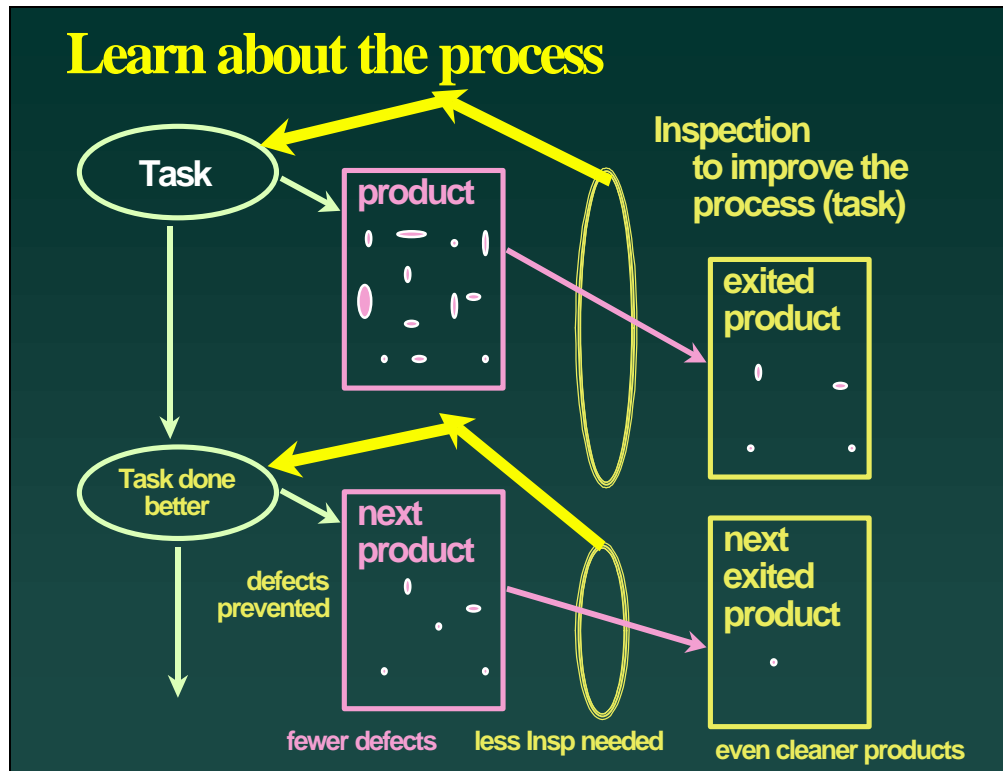 Learn about the process
Inspection
to improve the
process (task)
Task
product
exited
product
Task done
better
next
product
next
exited
product
defects
prevented
fewer defects
less Insp needed
even cleaner products